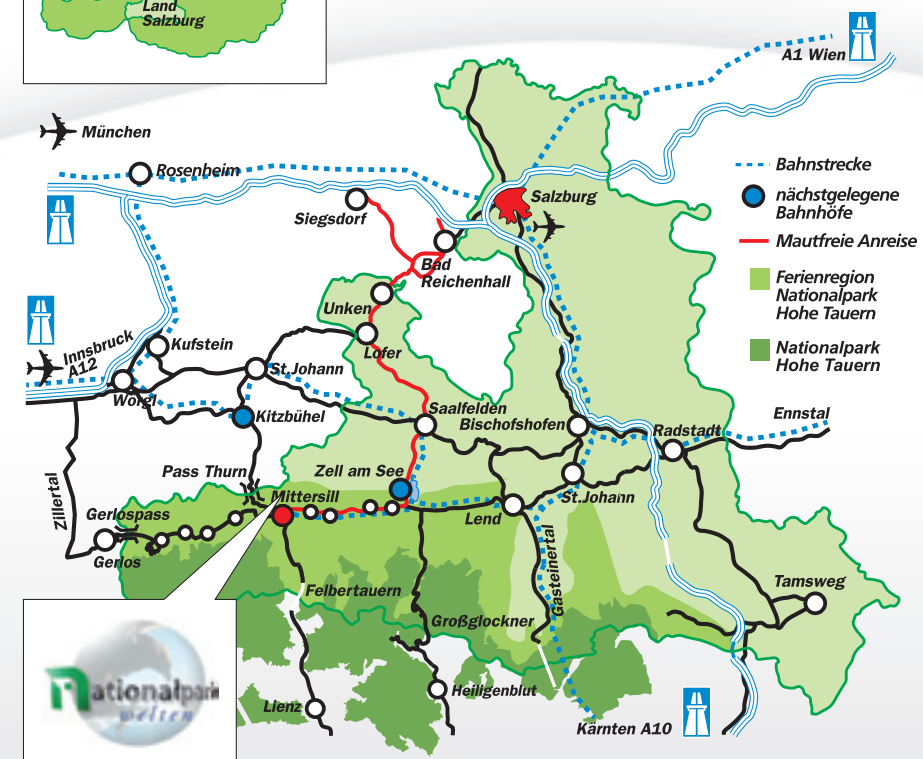 Land
Salzburg
A1 Wien
München
Rosenheim
Bahnstrecke
nächstgelegene
Bahnhöfe
Mautfreie Anreise
Ferienregion
Nationalpark
Hohe Tauern
Nationalpark
Hohe Tauern
Salzburg
Siegsdorf
Bad
Reichenhall
Unken
Lofer
Innsbruck
A12
Kufstein
St.Johann
Wörgl
Kitzbühel
Saalfelden
Bischofshofen
Radstadt
Ennstal
Pass Thurn
Zell am See
Mittersill
St.Johann
Lend
Zillertal
Gerlospass
Gerlos
Gasteinertal
Felbertauern
Großglockner
Tamsweg
Heiligenblut
Lienz
Kärnten A10
Nationalpark
welten